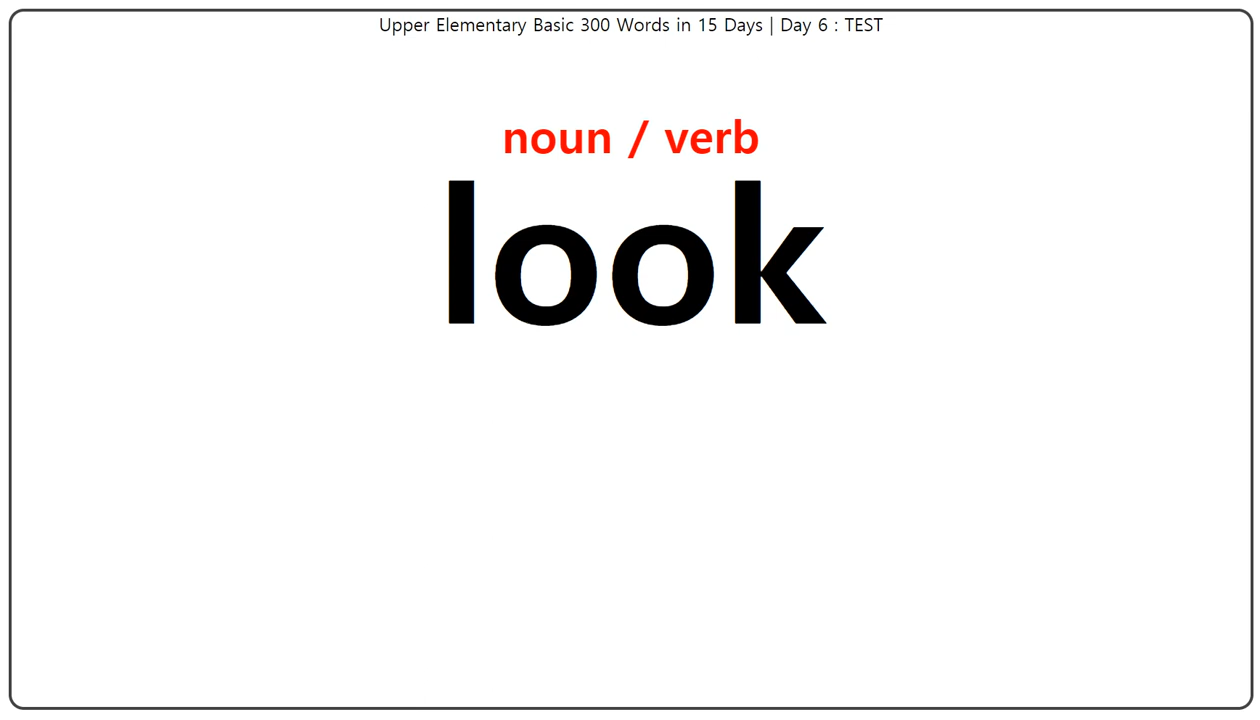 Upper Elementary Basic 300 Words in 15 Days | Day 6 : TEST
noun / verb
look